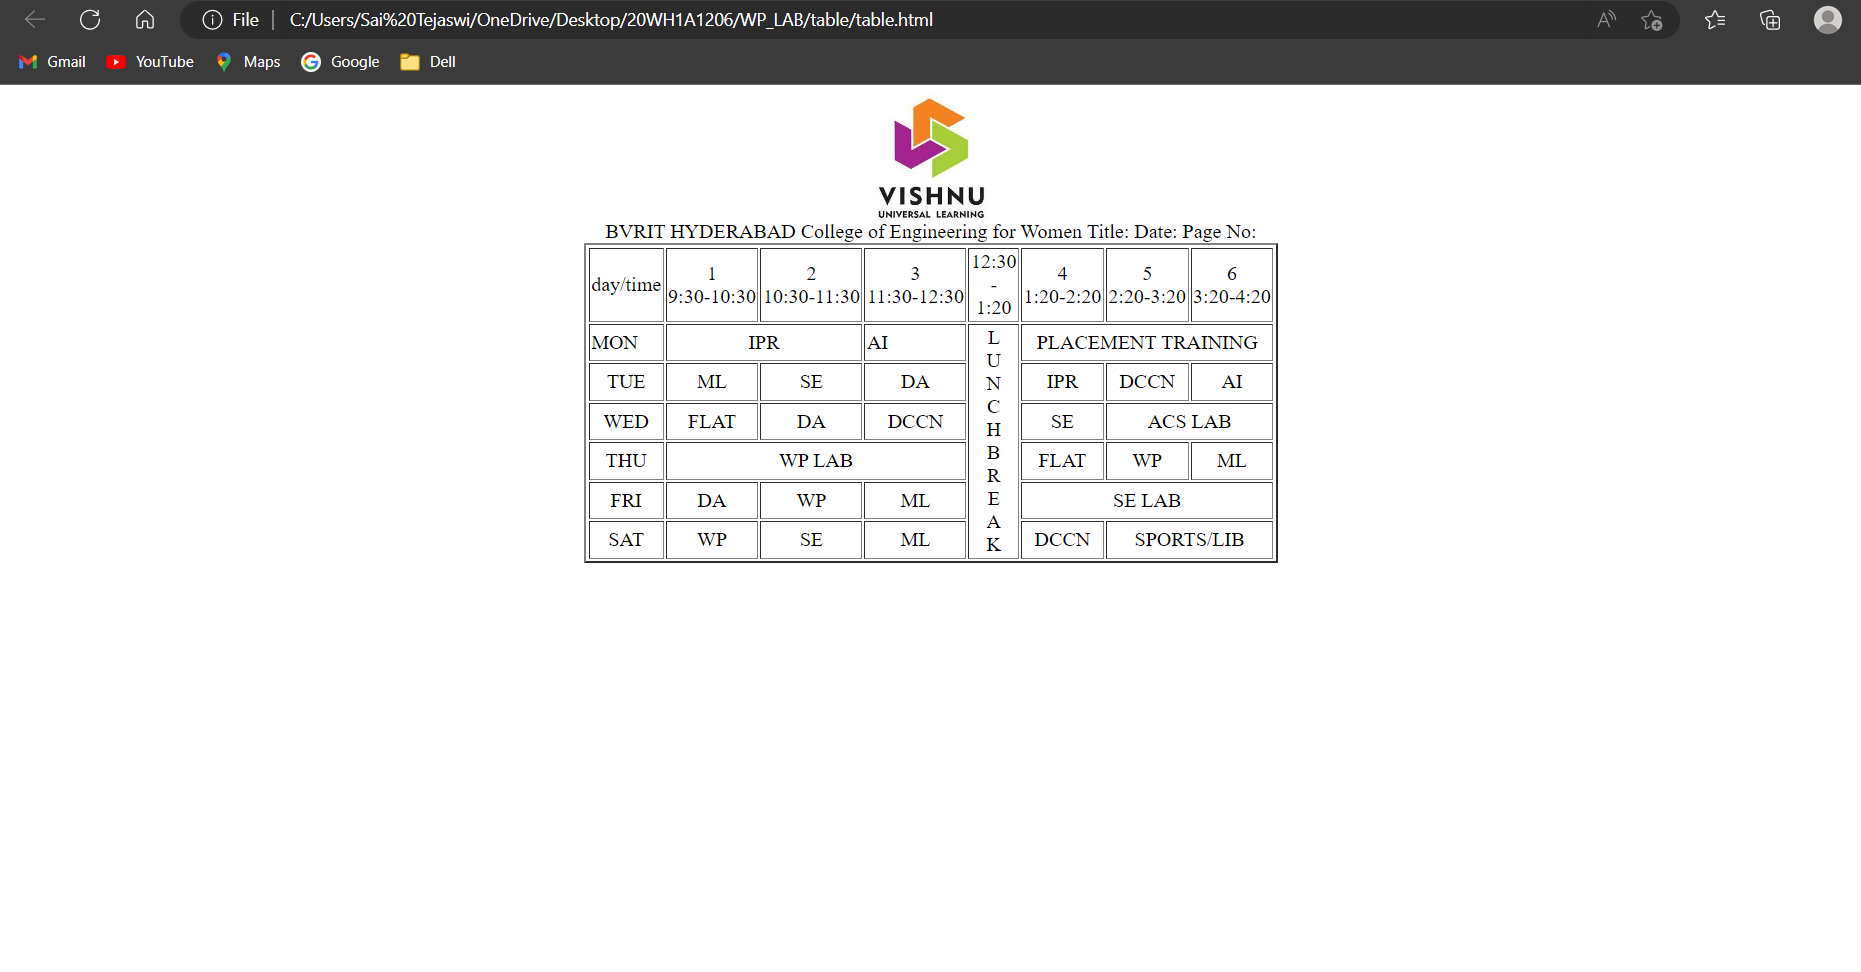 File C:/Users/Sai%20Tejaswi/OneDrive/Desktop/20WH1A1206/WP_LAB/table/table.html
Gmail YouTube Maps Google Dell
VISHNU
UNIVERSAL LEARNING
BVRIT HYDERABAD College of Engineering for Women Title: Date: Page No:
day/time 1 9:30-10:30 2 10:30-11:30 3 11:30-12:30 12:30 - 1:20 4 1:20-2:20 5 2:20-3:20 6 3:20-4:20
MON IPR AI L U N C H B R E A K PLACEMENT TRAINING
TUE ML SE DA IPR DCCN AI
WED FLAT DA DCCN SE ACS LAB
THU WP LAB FLAT WP ML
FRI DA WP ML SE LAB
SAT WP SE ML DCCN SPORTS/LIB